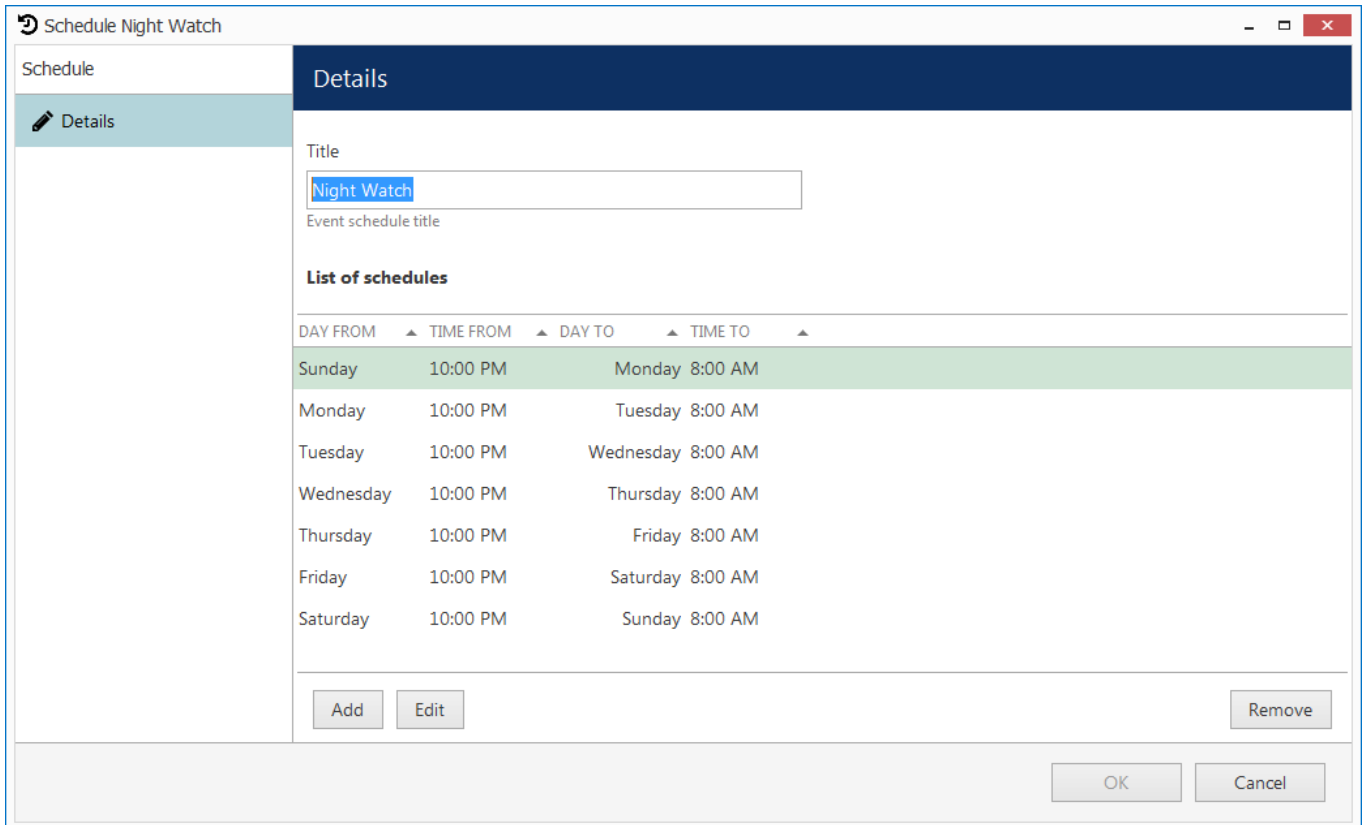 Schedule Night Watch
Schedule
Details
Details
Title
Night Watch
Event schedule title
List of schedules
DAY FROM TIME FROM DAY TO TIME TO
Sunday 10:00 PM Monday 8:00 AM
Monday 10:00 PM Tuesday 8:00 AM
Tuesday 10:00 PM Wednesday 8:00 AM
Wednesday 10:00 PM Thursday 8:00 AM
Thursday 10:00 PM Friday 8:00 AM
Friday 10:00 PM Saturday 8:00 AM
Saturday 10:00 PM Sunday 8:00 AM
Add Edit Remove
OK Cancel